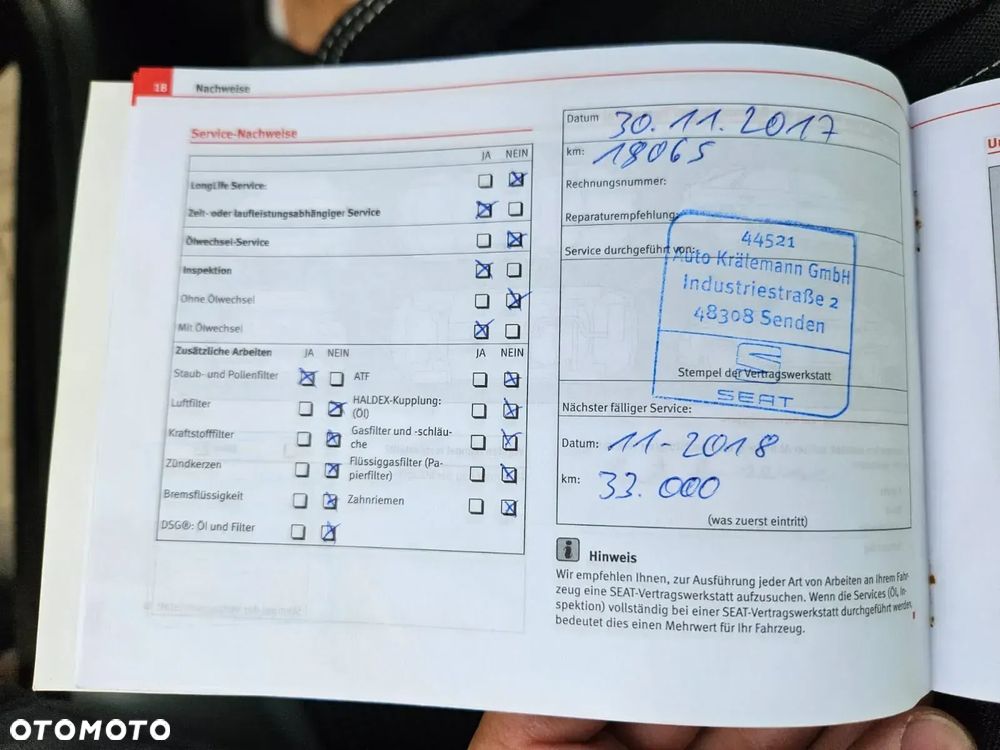 18 Nachweise
Service-Nachweise
JA NEIN
LongLife Service:
Zeit- oder laufleistungsabhängiger Service
Ölwechsel-Service
Inspektion
Ohne Ölwechsel
Mit Ölwechsel
Zusätzliche Arbeiten JA NEIN JA NEIN
Staub- und Pollenfilter ATF
Luftfilter HALDEX-Kupplung:
(Öl)
Kraftstofffilter Gasfilter und -schläu-
che
Zündkerzen Flüssiggasfilter (Pa-
pierfilter)
Bremsflüssigkeit Zahnriemen
DSG®: Öl und Filter
Datum 30.11.2017
km: 18065
Rechnungsnummer:
Reparaturempfehlung:
Service durchgeführt von:
44521
Auto Krälemann GmbH
Industriestraße 2
48308 Senden
Stempel der Vertragswerkstatt
SEAT
Nächster fälliger Service:
Datum: 11-2018
km: 33.000
(was zuerst eintritt)
i Hinweis
Wir empfehlen Ihnen, zur Ausführung jeder Art von Arbeiten an Ihrem Fahr-
zeug eine SEAT-Vertragswerkstatt aufzusuchen. Wenn die Services (Öl, In-
spektion) vollständig bei einer SEAT-Vertragswerkstatt durchgeführt werden,
bedeutet dies einen Mehrwert für Ihr Fahrzeug.
OTOMOTO